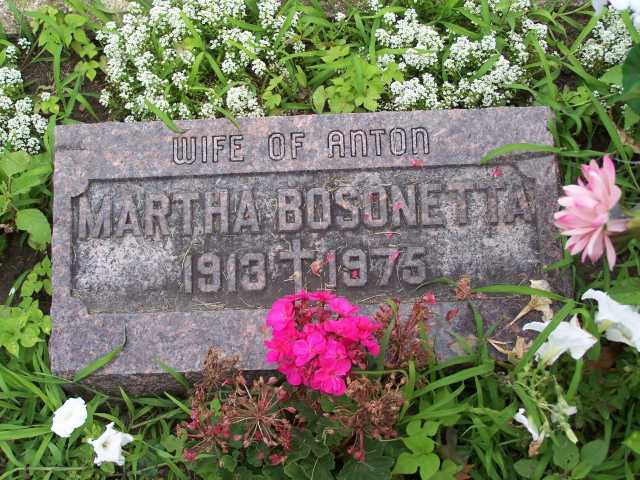 WIFE OF ANTON
MARTHA BOSONETTA
1913 † 1975